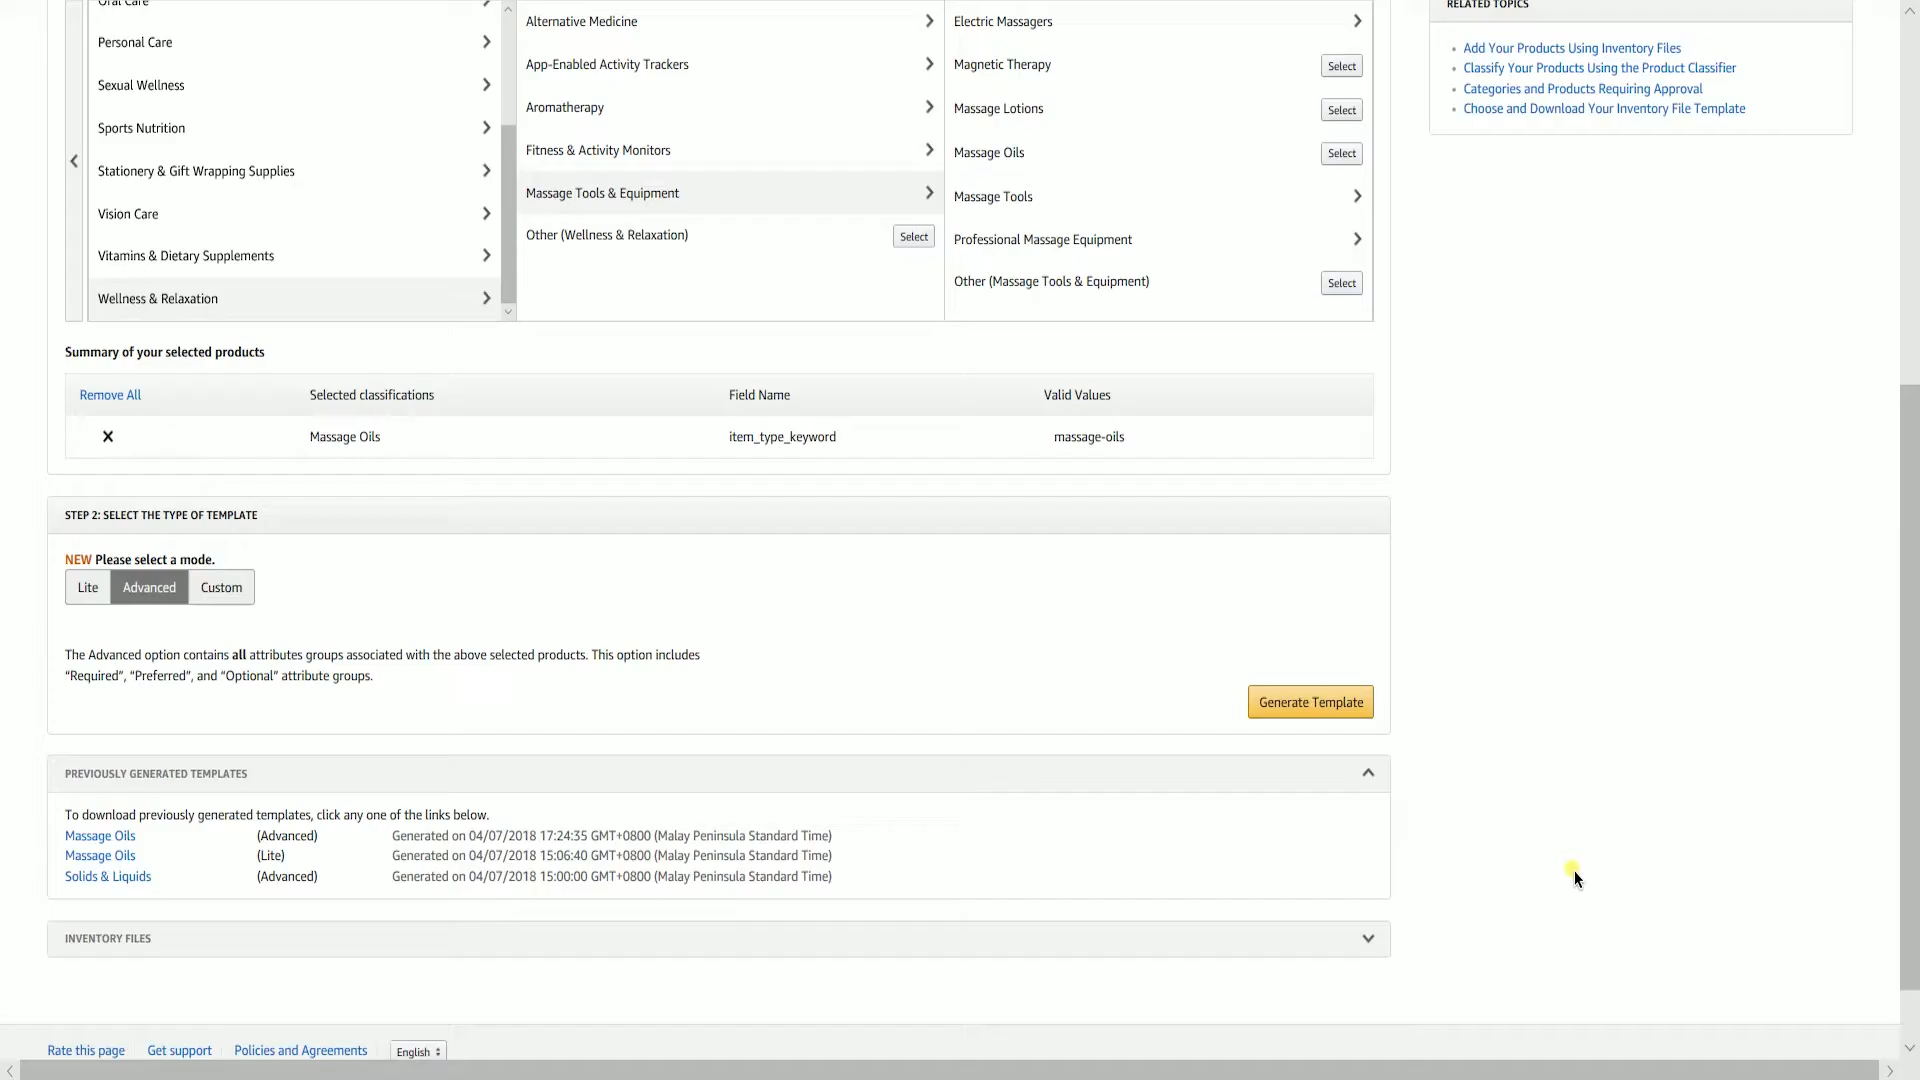 Oral Care
Personal Care
Sexual Wellness
Sports Nutrition
Stationery & Gift Wrapping Supplies
Vision Care
Vitamins & Dietary Supplements
Wellness & Relaxation
Alternative Medicine
App-Enabled Activity Trackers
Aromatherapy
Fitness & Activity Monitors
Massage Tools & Equipment
Other (Wellness & Relaxation) Select
Electric Massagers
Magnetic Therapy Select
Massage Lotions Select
Massage Oils Select
Massage Tools
Professional Massage Equipment
Other (Massage Tools & Equipment) Select
RELATED TOPICS
Add Your Products Using Inventory Files
Classify Your Products Using the Product Classifier
Categories and Products Requiring Approval
Choose and Download Your Inventory File Template
Summary of your selected products
Remove All Selected classifications Field Name Valid Values
Massage Oils item_type_keyword massage-oils
STEP 2: SELECT THE TYPE OF TEMPLATE
NEW Please select a mode.
Lite Advanced Custom
The Advanced option contains all attributes groups associated with the above selected products. This option includes
“Required”, “Preferred”, and “Optional” attribute groups.
Generate Template
PREVIOUSLY GENERATED TEMPLATES
To download previously generated templates, click any one of the links below.
Massage Oils (Advanced) Generated on 04/07/2018 17:24:35 GMT+0800 (Malay Peninsula Standard Time)
Massage Oils (Lite) Generated on 04/07/2018 15:06:40 GMT+0800 (Malay Peninsula Standard Time)
Solids & Liquids (Advanced) Generated on 04/07/2018 15:00:00 GMT+0800 (Malay Peninsula Standard Time)
INVENTORY FILES
Rate this page Get support Policies and Agreements English